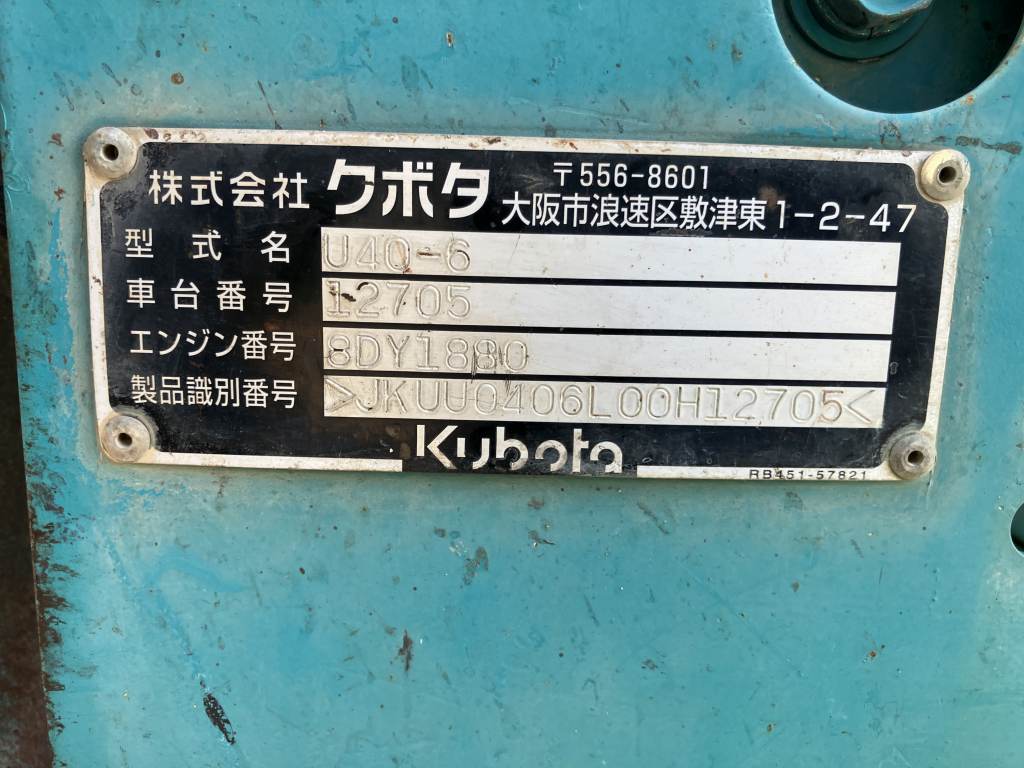 株式会社 クボタ 〒556-8601
大阪市浪速区敷津東1-2-47
型式名 U40-6
車台番号 12705
エンジン番号 8DY1880
製品識別番号 >JKUU0406L00H12705<
Kubota
RB451-57821